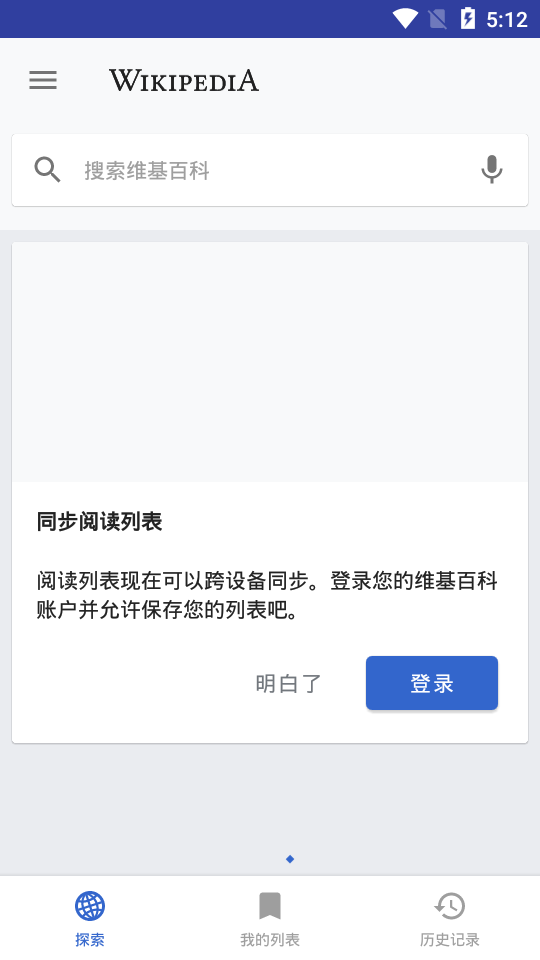 5:12
WIKIPEDIA
搜索维基百科
同步阅读列表
阅读列表现在可以跨设备同步。登录您的维基百科
账户并允许保存您的列表吧。
明白了
登录
探索
我的列表
历史记录